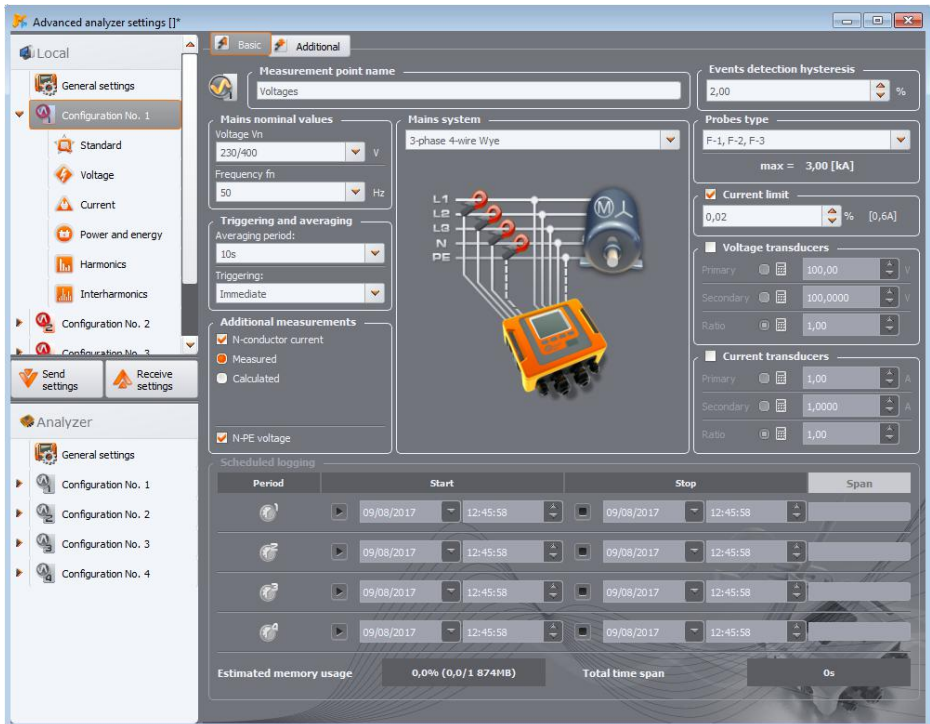 Advanced analyzer settings []*
Local
General settings
Configuration No. 1
Standard
Voltage
Current
Power and energy
Harmonics
Interharmonics
Configuration No. 2
Configuration No. 3
Send settings
Receive settings
Analyzer
General settings
Configuration No. 1
Configuration No. 2
Configuration No. 3
Configuration No. 4
Basic
Additional
Measurement point name
Voltages
Events detection hysteresis
2,00 %
Mains nominal values
Voltage Vn
230/400 V
Frequency fn
50 Hz
Triggering and averaging
Averaging period:
10s
Triggering:
Immediate
Additional measurements
N-conductor current
Measured
Calculated
N-PE voltage
Mains system
3-phase 4-wire Wye
L1
L2
L3
N
PE
M
Probes type
F-1, F-2, F-3
max = 3,00 [kA]
Current limit
0,02 % [0,6A]
Voltage transducers
Primary 100,00 V
Secondary 100,0000 V
Ratio 1,00
Current transducers
Primary 1,00 A
Secondary 1,0000 A
Ratio 1,00
Scheduled logging
Period Start Stop Span
1 09/08/2017 12:45:58 09/08/2017 12:45:58
2 09/08/2017 12:45:58 09/08/2017 12:45:58
3 09/08/2017 12:45:58 09/08/2017 12:45:58
4 09/08/2017 12:45:58 09/08/2017 12:45:58
Estimated memory usage 0,0% (0,0/1 874MB) Total time span 0s